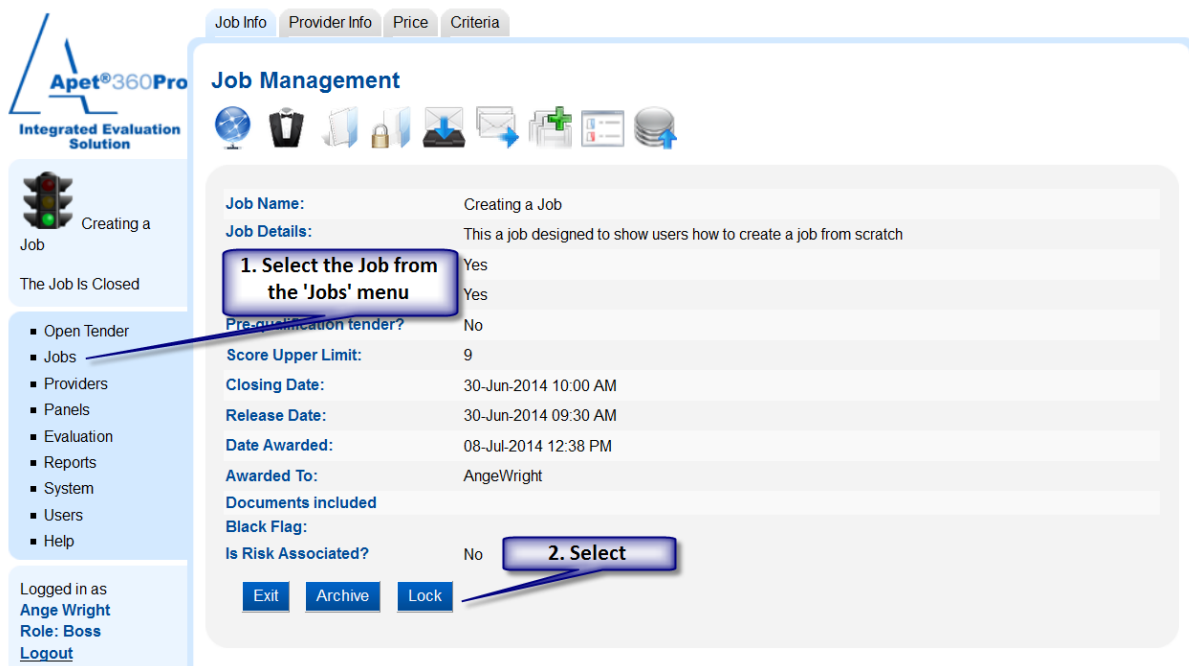 Job Info Provider Info Price Criteria
Apet®360Pro
Integrated Evaluation
Solution
Creating a
Job
The Job Is Closed
Open Tender
Jobs
Providers
Panels
Evaluation
Reports
System
Users
Help
Logged in as
Ange Wright
Role: Boss
Logout
Job Management
Job Name: Creating a Job
Job Details: This a job designed to show users how to create a job from scratch
1. Select the Job from
the 'Jobs' menu
Yes
Yes
Pre-qualification tender? No
Score Upper Limit: 9
Closing Date: 30-Jun-2014 10:00 AM
Release Date: 30-Jun-2014 09:30 AM
Date Awarded: 08-Jul-2014 12:38 PM
Awarded To: AngeWright
Documents included
Black Flag:
Is Risk Associated? No
2. Select
Exit Archive Lock